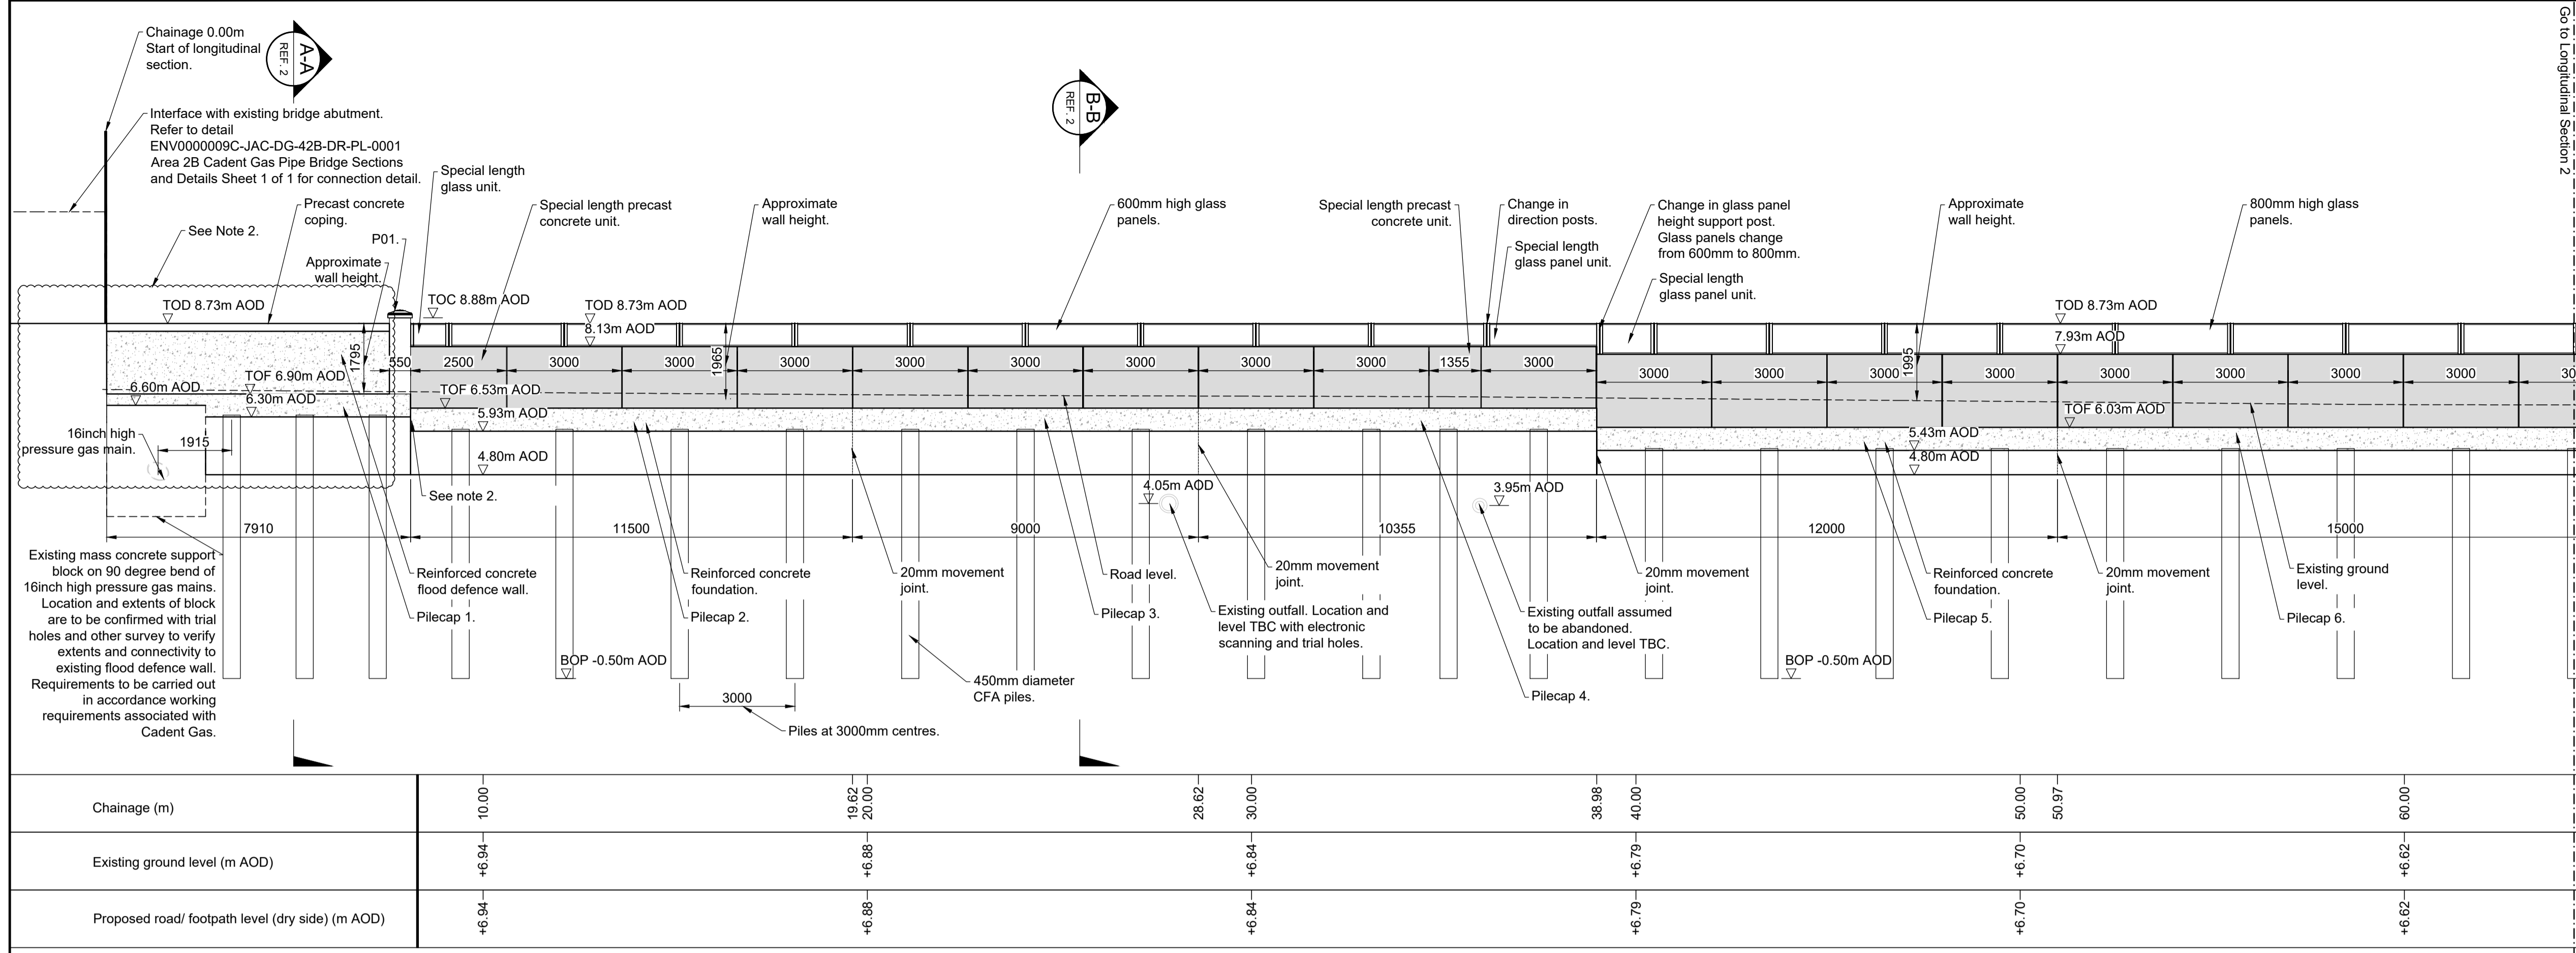 Go to Longitudinal Section 2
Chainage 0.00m
Start of longitudinal
section.
A-A
REF. 2
B-B
REF. 2
Interface with existing bridge abutment.
Refer to detail
ENV0000009C-JAC-DG-42B-DR-PL-0001
Area 2B Cadent Gas Pipe Bridge Sections
and Details Sheet 1 of 1 for connection detail.
Special length
glass unit.
Precast concrete
coping.
See Note 2.
P01.
Approximate
wall height.
Special length precast
concrete unit.
Approximate
wall height.
600mm high glass
panels.
Special length precast
concrete unit.
Change in
direction posts.
Special length
glass panel unit.
Change in glass panel
height support post.
Glass panels change
from 600mm to 800mm.
Special length
glass panel unit.
Approximate
wall height.
800mm high glass
panels.
TOD 8.73m AOD
TOC 8.88m AOD
TOD 8.73m AOD
8.13m AOD
TOD 8.73m AOD
7.93m AOD
1795
550
2500
3000
3000
1965
3000
3000
3000
3000
3000
3000
1355
3000
3000
3000
3000
1995
3000
3000
3000
3000
3000
30
6.60m AOD
TOF 6.90m AOD
6.30m AOD
TOF 6.53m AOD
5.93m AOD
4.80m AOD
TOF 6.03m AOD
5.43m AOD
4.80m AOD
16inch high
pressure gas main.
1915
See note 2.
4.05m AOD
3.95m AOD
7910
11500
9000
10355
12000
15000
Existing mass concrete support
block on 90 degree bend of
16inch high pressure gas mains.
Location and extents of block
are to be confirmed with trial
holes and other survey to verify
extents and connectivity to
existing flood defence wall.
Requirements to be carried out
in accordance working
requirements associated with
Cadent Gas.
Reinforced concrete
flood defence wall.
Pilecap 1.
Reinforced concrete
foundation.
Pilecap 2.
20mm movement
joint.
Road level.
Pilecap 3.
20mm movement
joint.
Existing outfall. Location and
level TBC with electronic
scanning and trial holes.
Existing outfall assumed
to be abandoned.
Location and level TBC.
20mm movement
joint.
Reinforced concrete
foundation.
Pilecap 5.
20mm movement
joint.
Existing ground
level.
Pilecap 6.
BOP -0.50m AOD
BOP -0.50m AOD
450mm diameter
CFA piles.
Pilecap 4.
3000
Piles at 3000mm centres.
Chainage (m)
10.00
19.62
20.00
28.62
30.00
38.98
40.00
50.00
50.97
60.00
Existing ground level (m AOD)
+6.94
+6.88
+6.84
+6.79
+6.70
+6.62
Proposed road/ footpath level (dry side) (m AOD)
+6.94
+6.88
+6.84
+6.79
+6.70
+6.62